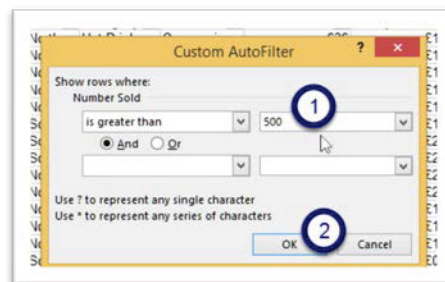 Custom AutoFilter
? ×
Show rows where:
Number Sold
is greater than
1
500
And Or
Use ? to represent any single character
Use * to represent any series of characters
2
OK Cancel